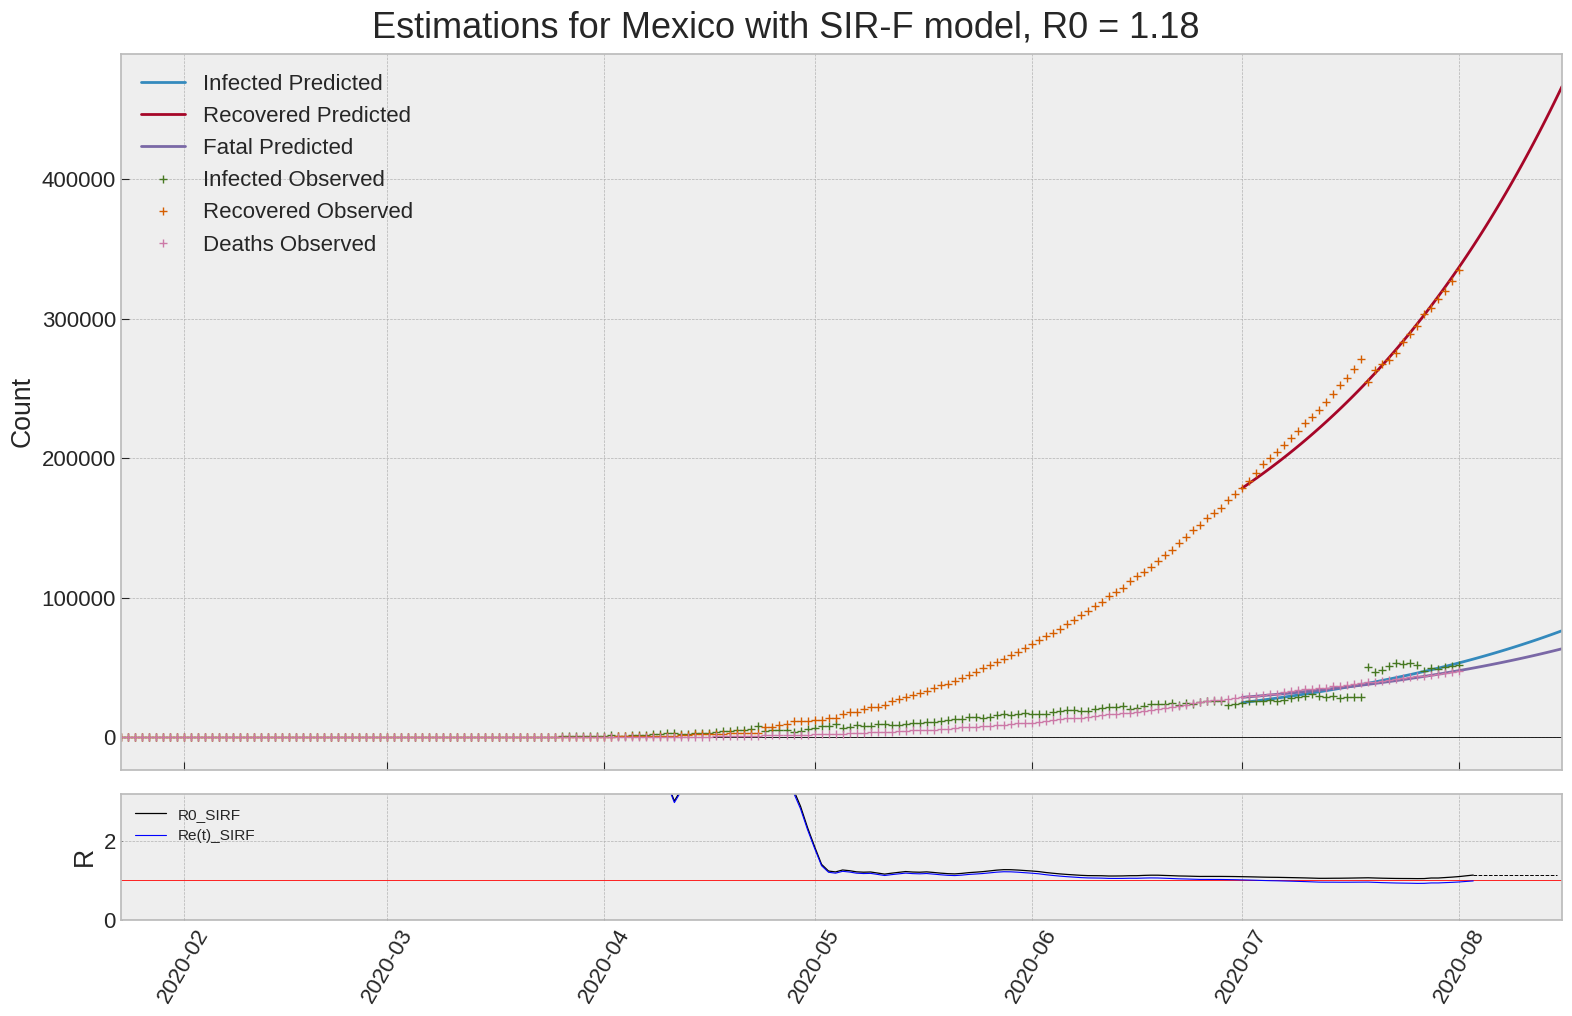 Estimations for Mexico with SIR-F model, R0 = 1.18
Infected Predicted
Recovered Predicted
Fatal Predicted
Infected Observed
Recovered Observed
Deaths Observed
Count
400000
300000
200000
100000
0
R0_SIRF
Re(t)_SIRF
R
2
0
2020-02
2020-03
2020-04
2020-05
2020-06
2020-07
2020-08